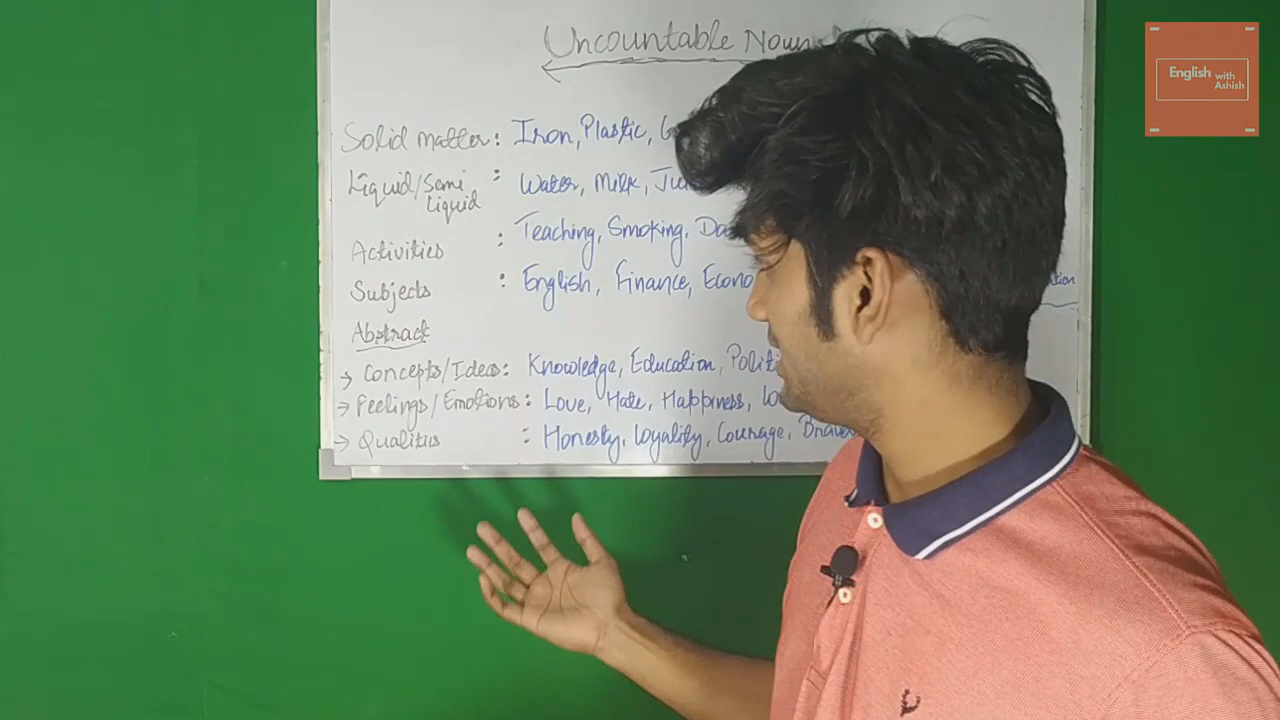 Uncountable Noun
English with
Ashish
Solid matter: Iron, Plastic,
Liquid/Semi Liquid : Water, Milk,
Activities : Teaching, Smoking,
Subjects : English, Finance,
Abstract
→ Concepts/Ideas: Knowledge, Education,
→ Feelings/Emotions: Love, Hate, Happiness,
→ Qualities : Honesty, Loyality, Courage,